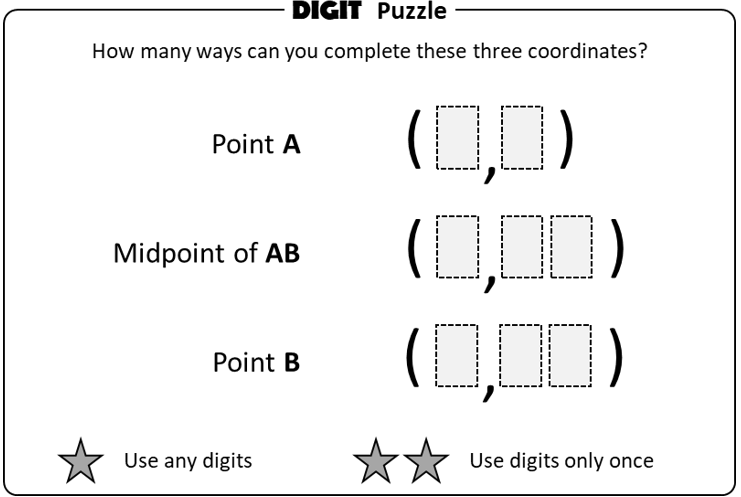 DIGIT Puzzle
How many ways can you complete these three coordinates?
Point A ( , )
Midpoint of AB ( , )
Point B ( , )
Use any digits Use digits only once